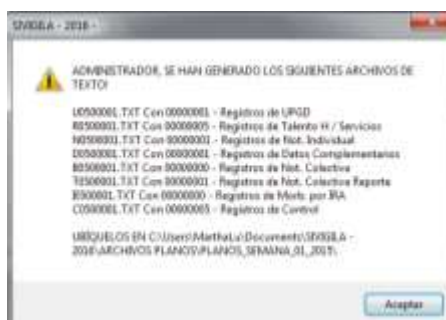 SIVIGILA - 2016 -
ADMINISTRADOR, SE HAN GENERADO LOS SIGUIENTES ARCHIVOS DE
TEXTO!
U0500001.TXT Con 00000001 - Registros de UPGD
R0500001.TXT Con 00000005 - Registros de Talento H / Servicios
N0500001.TXT Con 00000001 - Registros de Not. Individual
D0500001.TXT Con 00000001 - Registros de Datos Complementarios
B0500001.TXT Con 00000000 - Registros de Not. Colectiva
T0500001.TXT Con 00000001 - Registros de Not. Colectiva Reporte
I0500001.TXT Con 00000000 - Registros de Morb. por IRA
C0500001.TXT Con 00000005 - Registros de Control
UBÍQUELOS EN C:\Users\MarthaLu\Documents\SIVIGILA -
2016\ARCHIVOS PLANOS\PLANOS_SEMANA_01_2015\.
Aceptar